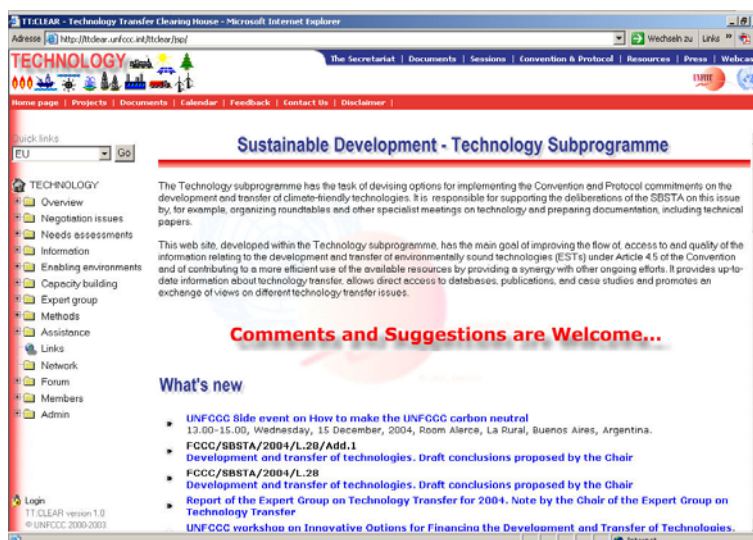 TT:CLEAR - Technology Transfer Clearing House - Microsoft Internet Explorer
Adresse http://ttclear.unfccc.int/ttclear/jsp/ Wechseln zu Links »
TECHNOLOGY
The Secretariat | Documents | Sessions | Convention & Protocol | Resources | Press | Webcas
Home page | Projects | Documents | Calendar | Feedback | Contact Us | Disclaimer |
Quick links
EU Go
TECHNOLOGY
Overview
Negotiation issues
Needs assessments
Information
Enabling environments
Capacity building
Expert group
Methods
Assistance
Links
Network
Forum
Members
Admin
Login
TT:CLEAR version 1.0
© UNFCCC 2000-2003
Sustainable Development - Technology Subprogramme
The Technology subprogramme has the task of devising options for implementing the Convention and Protocol commitments on the
development and transfer of climate-friendly technologies. It is responsible for supporting the deliberations of the SBSTA on this issue
by, for example, organizing roundtables and other specialist meetings on technology and preparing documentation, including technical
papers.
This web site, developed within the Technology subprogramme, has the main goal of improving the flow of, access to and quality of the
information relating to the development and transfer of environmentally sound technologies (ESTs) under Article 4.5 of the Convention
and of contributing to a more efficient use of the available resources by providing a synergy with other ongoing efforts. It provides up-to-
date information about technology transfer, allows direct access to databases, publications, and case studies and promotes an
exchange of views on different technology transfer issues.
Comments and Suggestions are Welcome...
What's new
UNFCCC Side event on How to make the UNFCCC carbon neutral
13.00-15.00, Wednesday, 15 December, 2004, Room Alerce, La Rural, Buenos Aires, Argentina.
FCCC/SBSTA/2004/L.28/Add.1
Development and transfer of technologies. Draft conclusions proposed by the Chair
FCCC/SBSTA/2004/L.28
Development and transfer of technologies. Draft conclusions proposed by the Chair
Report of the Expert Group on Technology Transfer for 2004. Note by the Chair of the Expert Group on
Technology Transfer
UNFCCC workshop on Innovative Options for Financing the Development and Transfer of Technologies.
Internet